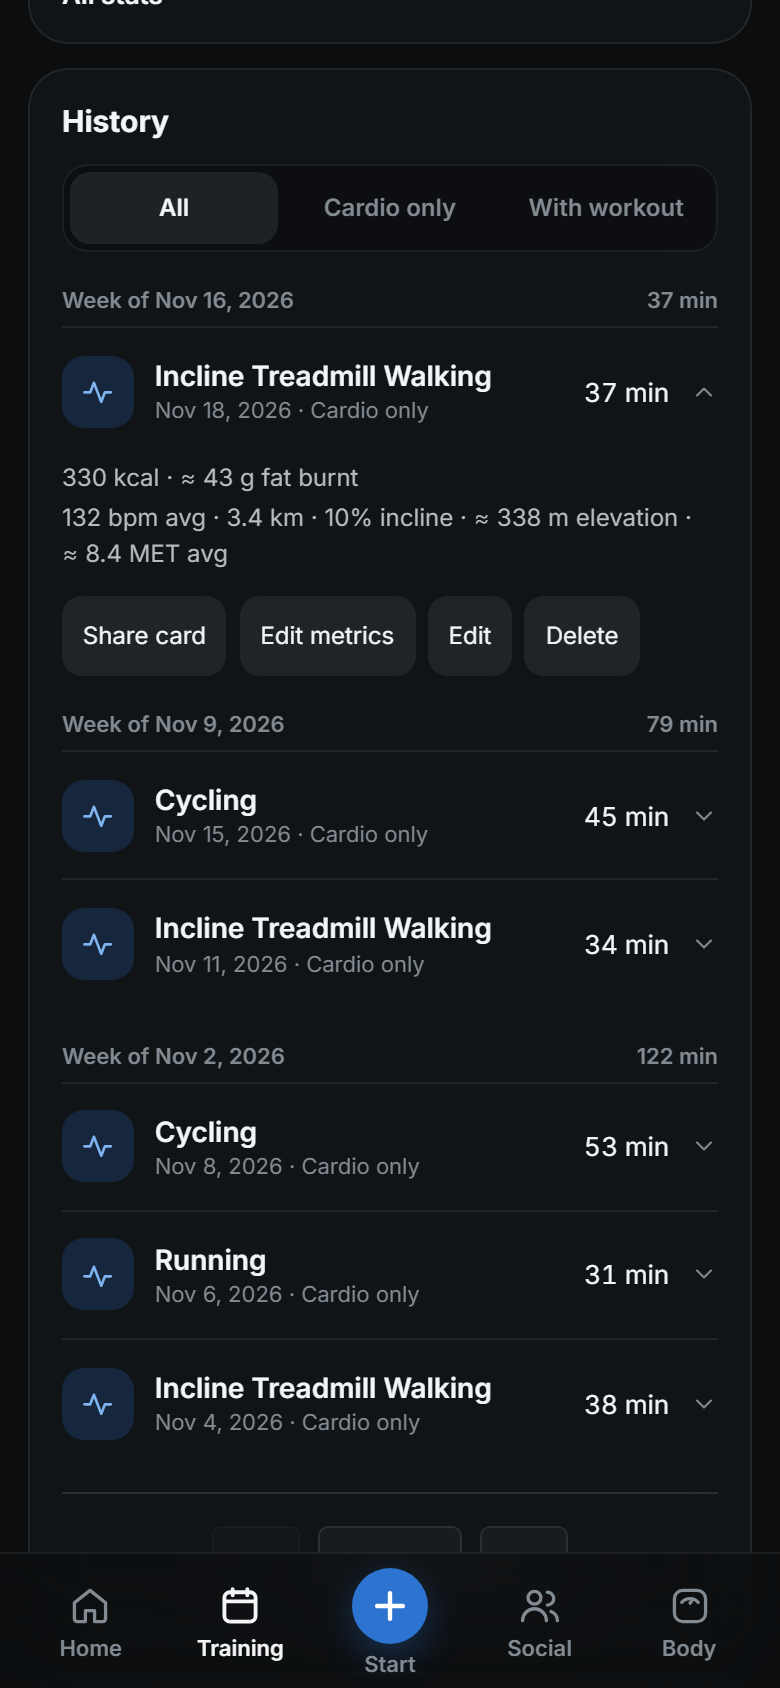 All stats
History
All
Cardio only
With workout
Week of Nov 16, 2026
37 min
Incline Treadmill Walking
37 min
Nov 18, 2026 · Cardio only
330 kcal · ≈ 43 g fat burnt
132 bpm avg · 3.4 km · 10% incline · ≈ 338 m elevation ·
≈ 8.4 MET avg
Share card
Edit metrics
Edit
Delete
Week of Nov 9, 2026
79 min
Cycling
45 min
Nov 15, 2026 · Cardio only
Incline Treadmill Walking
34 min
Nov 11, 2026 · Cardio only
Week of Nov 2, 2026
122 min
Cycling
53 min
Nov 8, 2026 · Cardio only
Running
31 min
Nov 6, 2026 · Cardio only
Incline Treadmill Walking
38 min
Nov 4, 2026 · Cardio only
Home
Training
Start
Social
Body